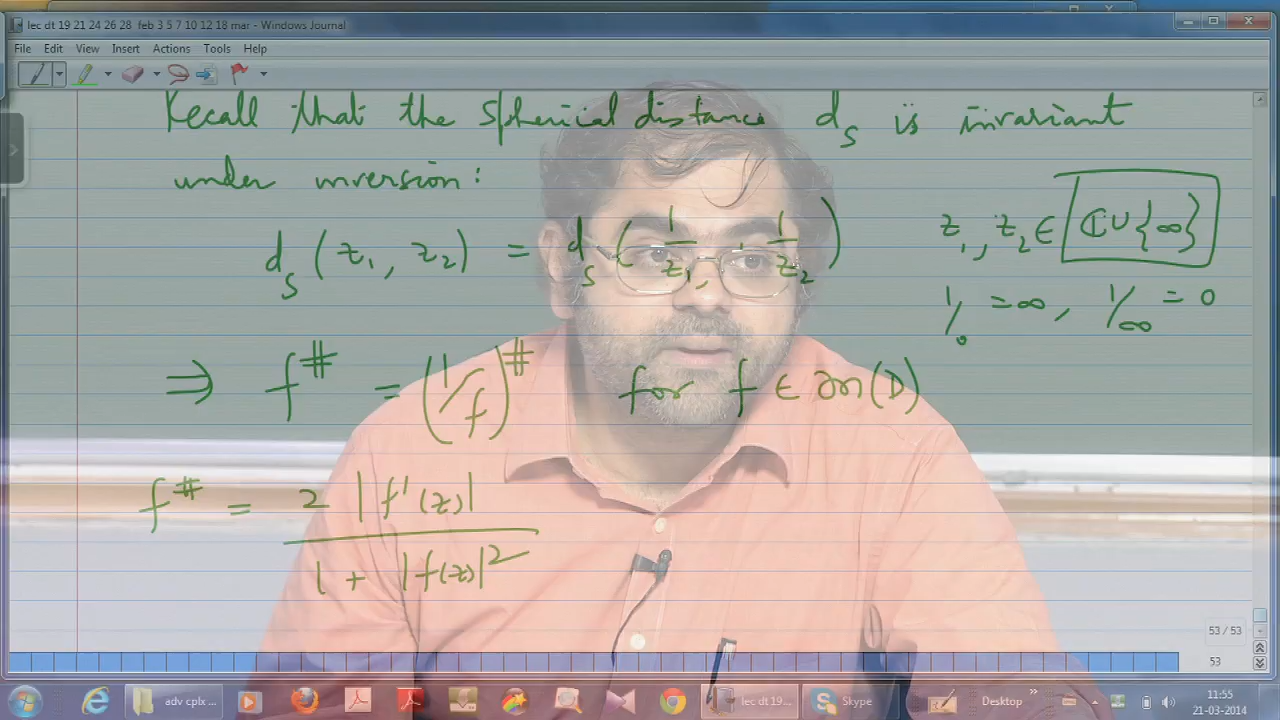 lec dt 19 21 24 26 28 feb 3 5 7 10 12 18 mar - Windows Journal
File Edit View Insert Actions Tools Help
Recall that the spherical distance d_s is invariant
under inversion:
d_s (z_1, z_2) = d_s (1/z_1, 1/z_2) z_1, z_2 ∈ ℂ∪{∞}
1/0 = ∞, 1/∞ = 0
⇒ f^# = (1/f)^# for f ∈ m(D)
f^# = 2 |f'(z)| / 1 + |f(z)|^2
53 / 53
53
adv cplx ... lec dt 19... Skype Desktop » 11:55
21-03-2014